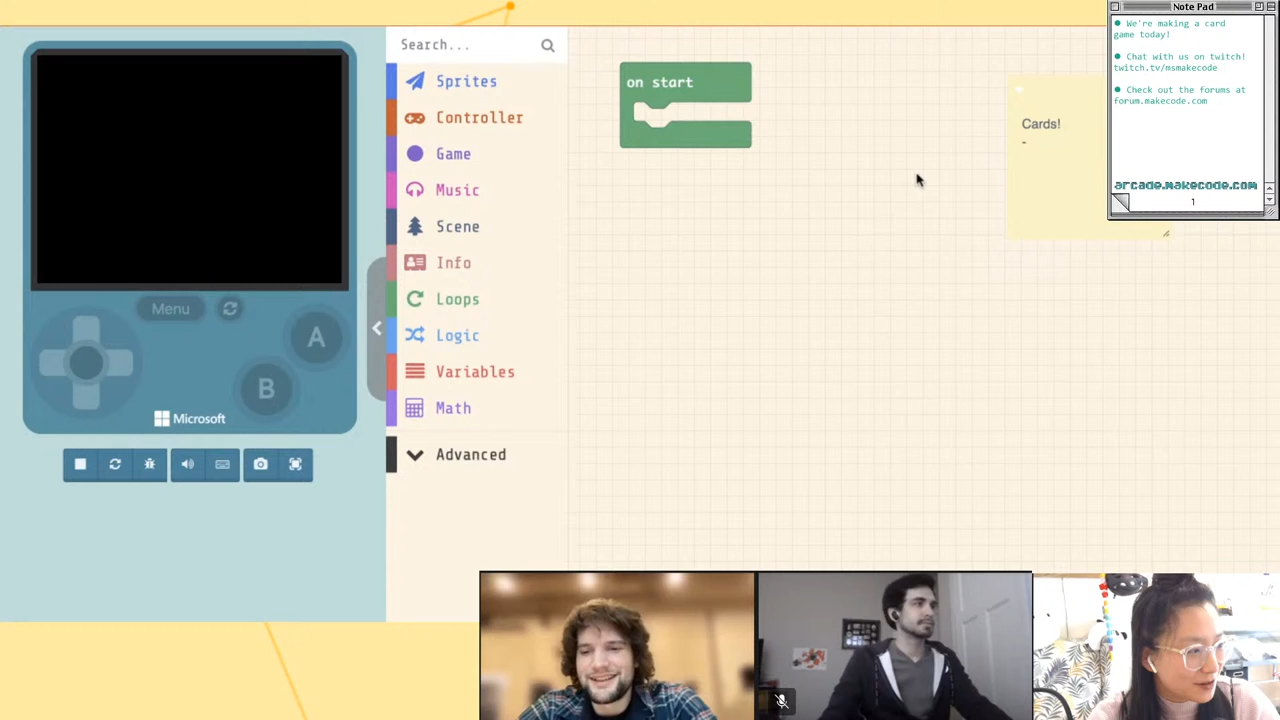 Search...
Sprites
Controller
Game
Music
Scene
Info
Loops
Logic
Variables
Math
Advanced
Menu
A
B
Microsoft
on start
Cards!
-
Note Pad
● We're making a card
game today!
● Chat with us on twitch!
twitch.tv/msmakecode
● Check out the forums at
forum.makecode.com
arcade.makecode.com
1